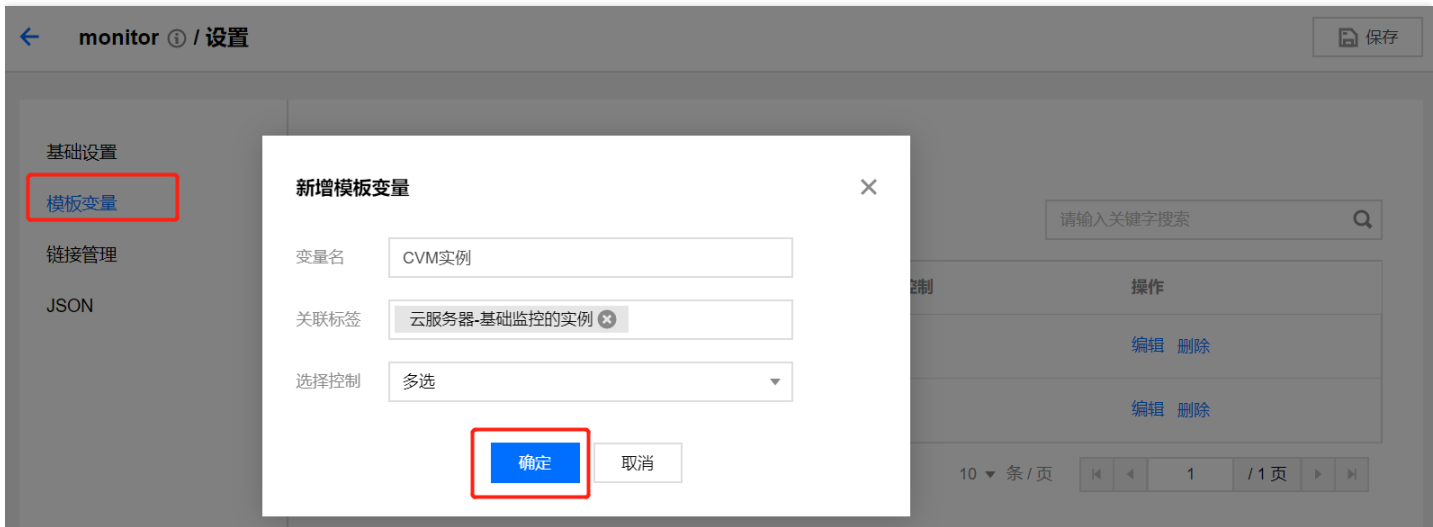 monitor ⓘ / 设置
保存
基础设置
模板变量
链接管理
JSON
新增模板变量
变量名 CVM实例
关联标签 云服务器-基础监控的实例
选择控制 多选
确定 取消
请输入关键字搜索
控制 操作
编辑 删除
编辑 删除
10 条 / 页 1 / 1 页